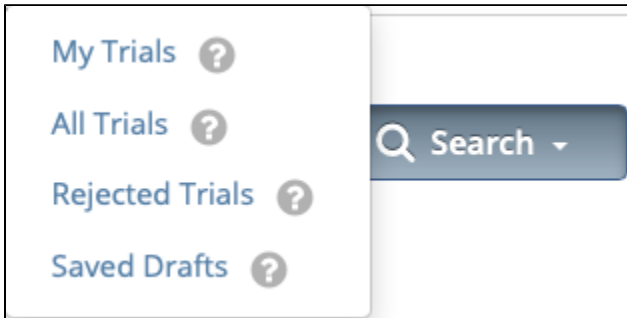 My Trials ?
All Trials ?
Search
Rejected Trials ?
Saved Drafts ?